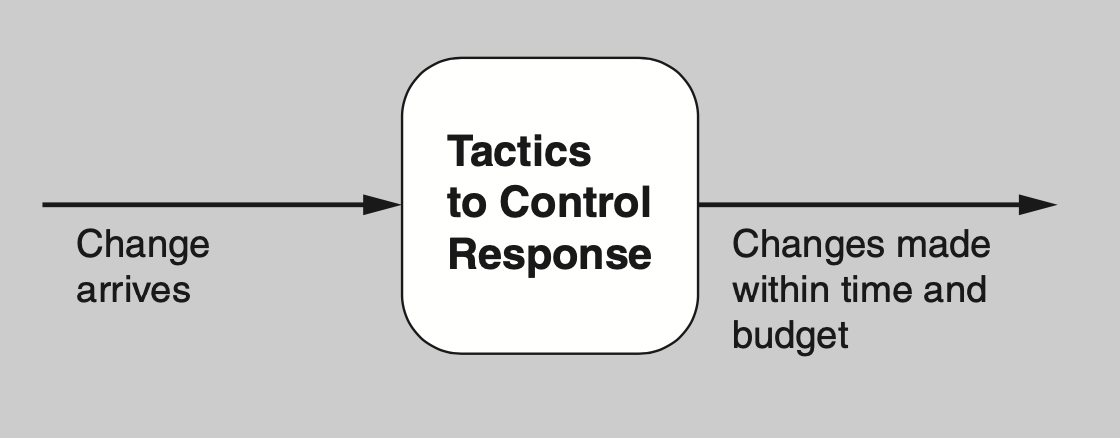 Change
arrives
Tactics
to Control
Response
Changes made
within time and
budget